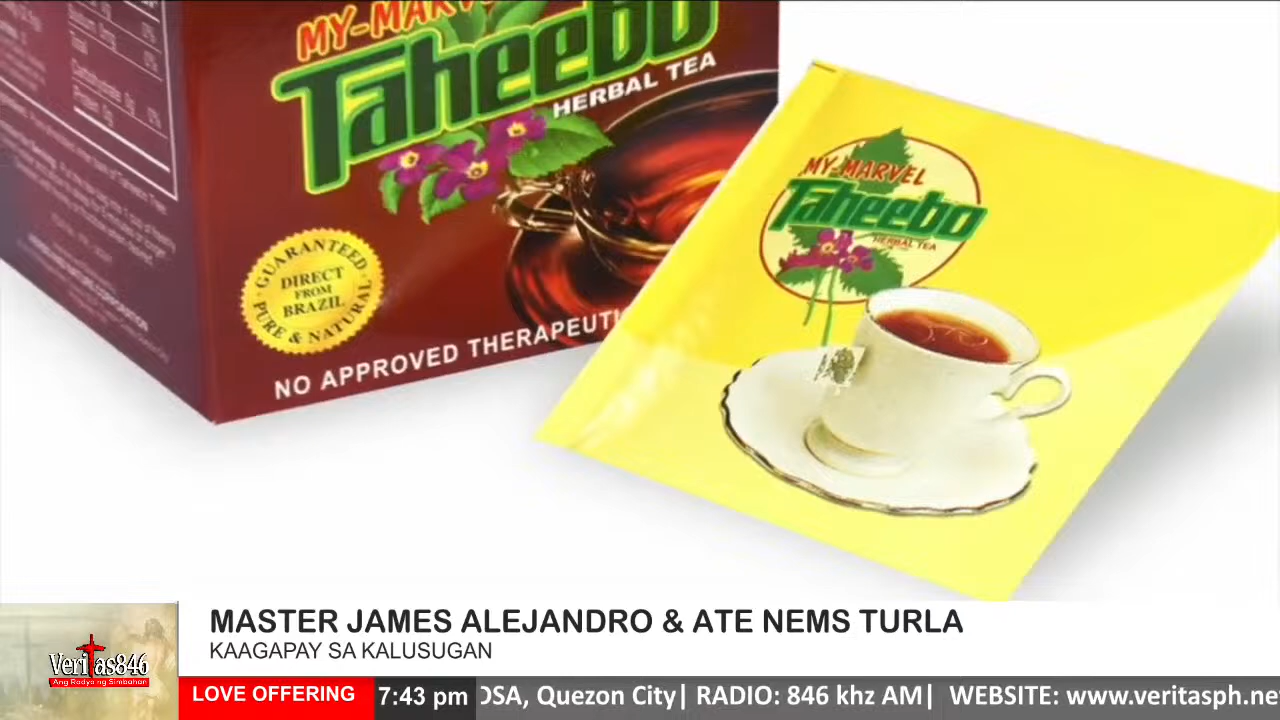 MY-MARVEL
Taheebo
HERBAL TEA
GUARANTEED
DIRECT
FROM
BRAZIL
PURE & NATURAL
NO APPROVED THERAPEUTI
MY-MARVEL
Taheebo
HERBAL TEA
MASTER JAMES ALEJANDRO & ATE NEMS TURLA
KAAGAPAY SA KALUSUGAN
Veritas846
Ang Radyo ng Simbahan
LOVE OFFERING
7:43 pm
OSA, Quezon City| RADIO: 846 khz AM| WEBSITE: www.veritasph.ne